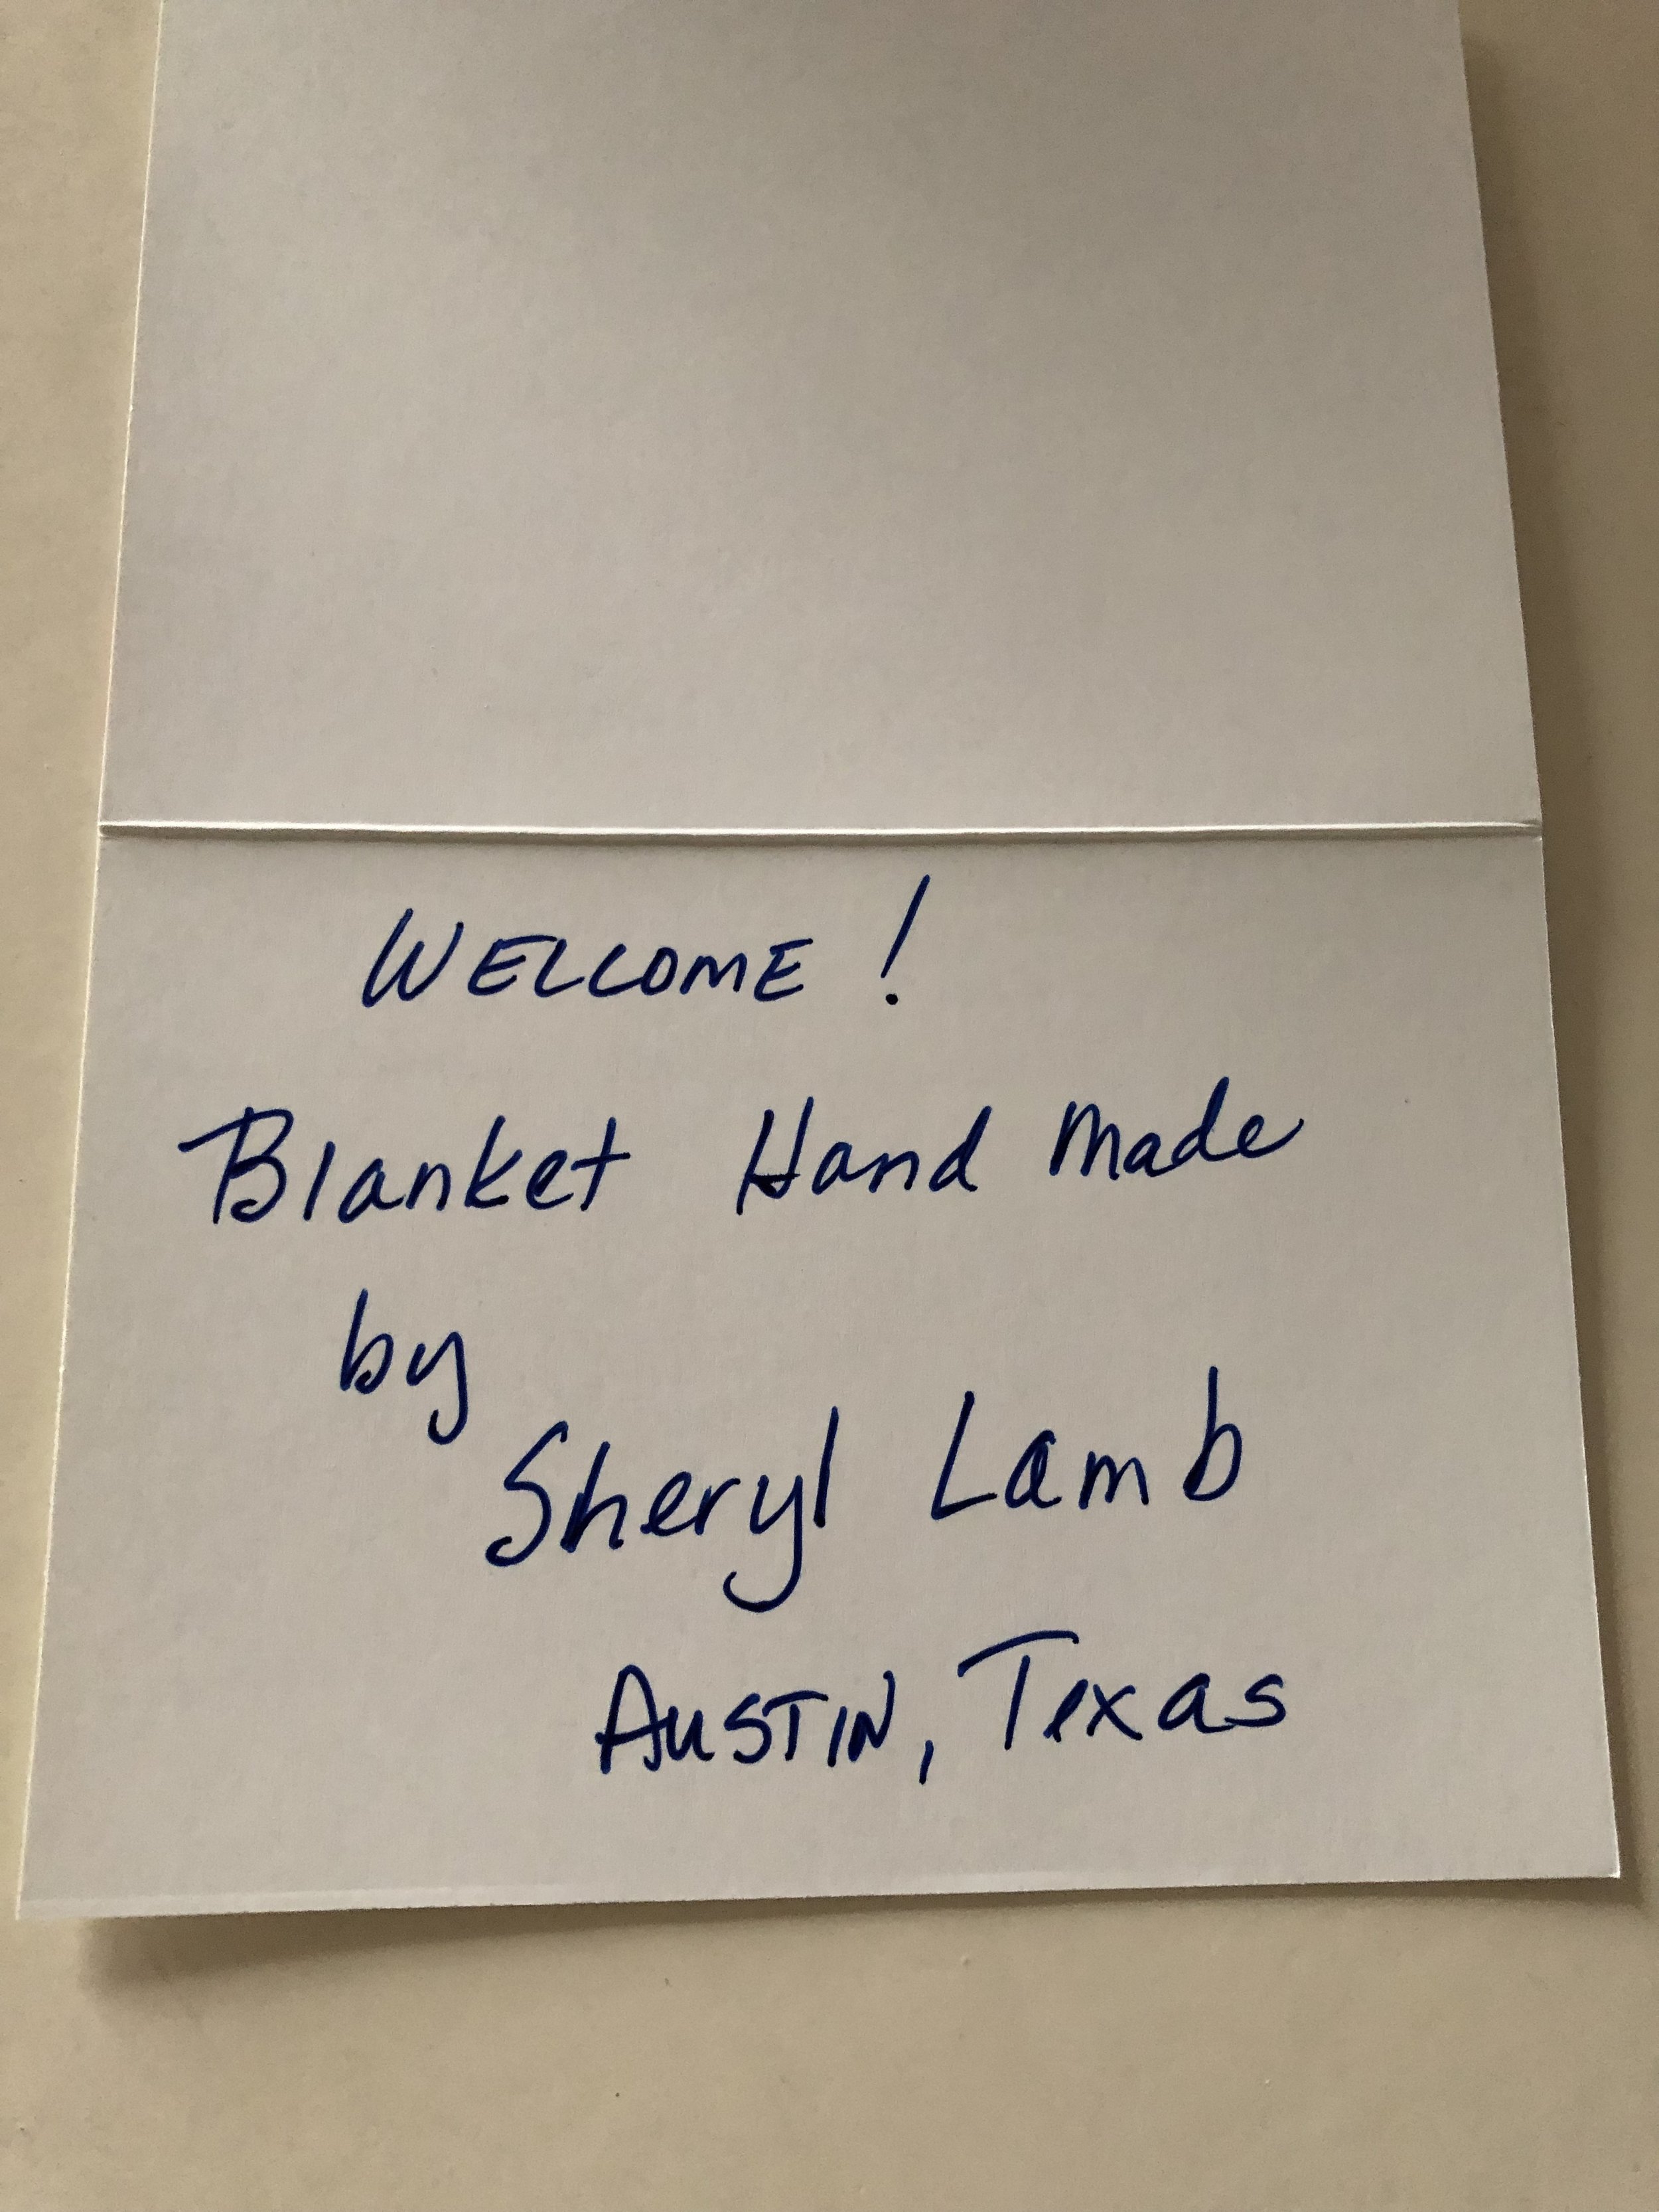 WELCOME!
Blanket Hand made
by
Sheryl Lamb
AUSTIN, Texas